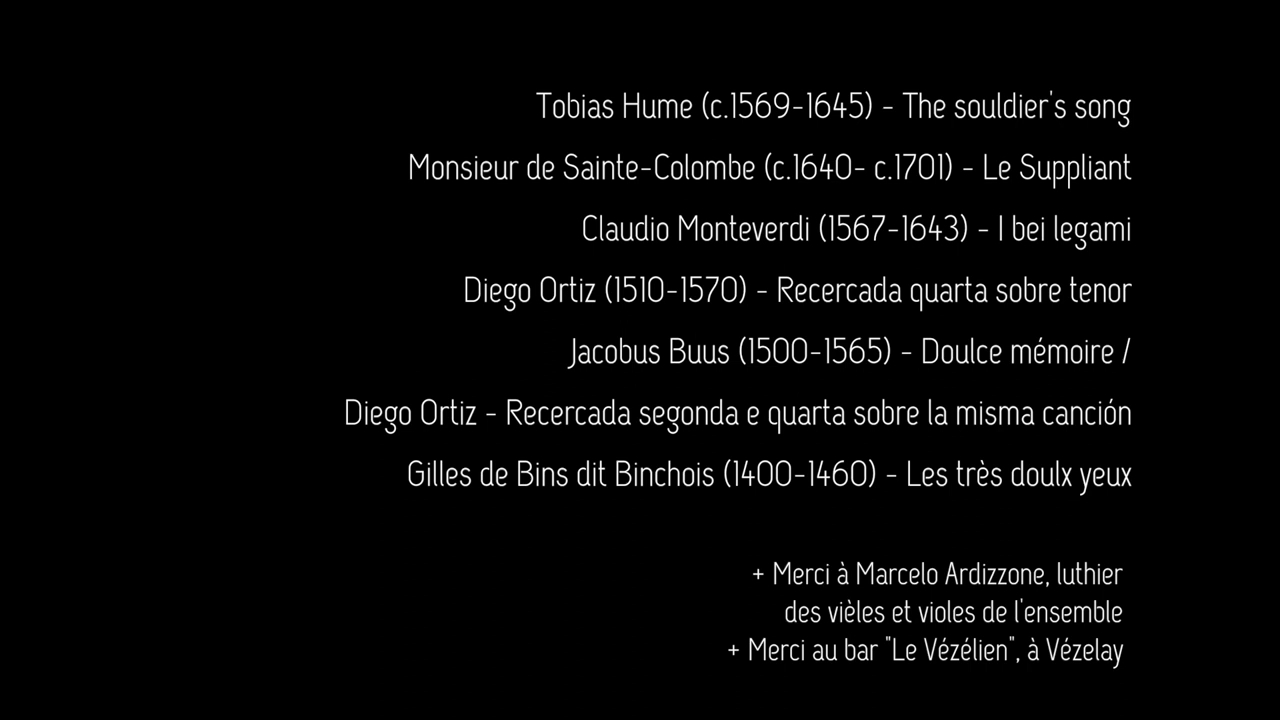 Tobias Hume (c.1569-1645) - The souldier's song
Monsieur de Sainte-Colombe (c.1640- c.1701) - Le Suppliant
Claudio Monteverdi (1567-1643) - I bei legami
Diego Ortiz (1510-1570) - Recercada quarta sobre tenor
Jacobus Buus (1500-1565) - Doulce mémoire /
Diego Ortiz - Recercada segonda e quarta sobre la misma canción
Gilles de Bins dit Binchois (1400-1460) - Les très doulx yeux
+ Merci à Marcelo Ardizzone, luthier
des vièles et violes de l'ensemble
+ Merci au bar "Le Vézélien", à Vézelay